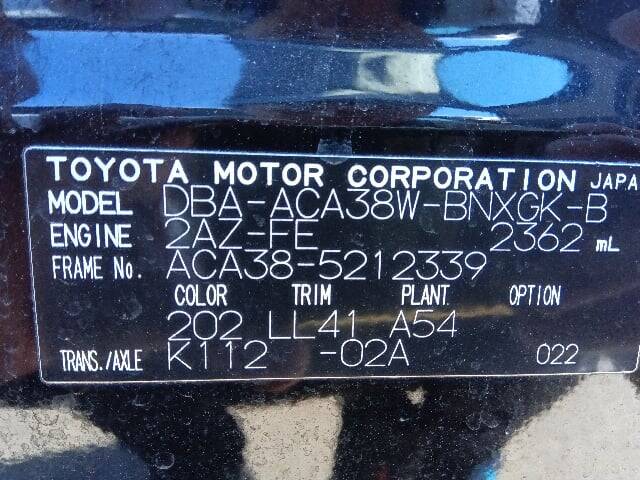 TOYOTA MOTOR CORPORATION JAPA
MODEL DBA-ACA38W-BNXGK-B
ENGINE 2AZ-FE 2362 mL
FRAME No. ACA38-5212339
COLOR TRIM PLANT OPTION
202 LL41 A54
TRANS./AXLE K112 -02A 022